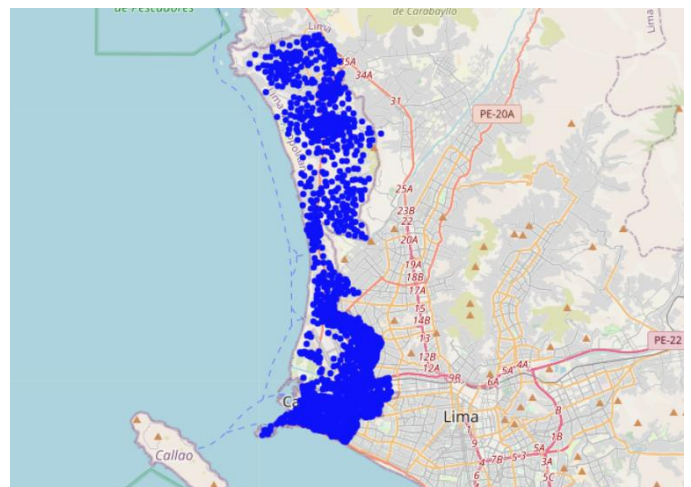 de Pescadores
de Carabayllo
Lima
Lima
35A
34A
31
PE-20A
25A
23B
22
20A
19A
18B
17A
15
14B
13
12B
12A
PE-22
4A
5A
9B
6A
B
Ca
Lima
1B
1
9
5A
4
7B
5
3
3A
Callao
6
5C